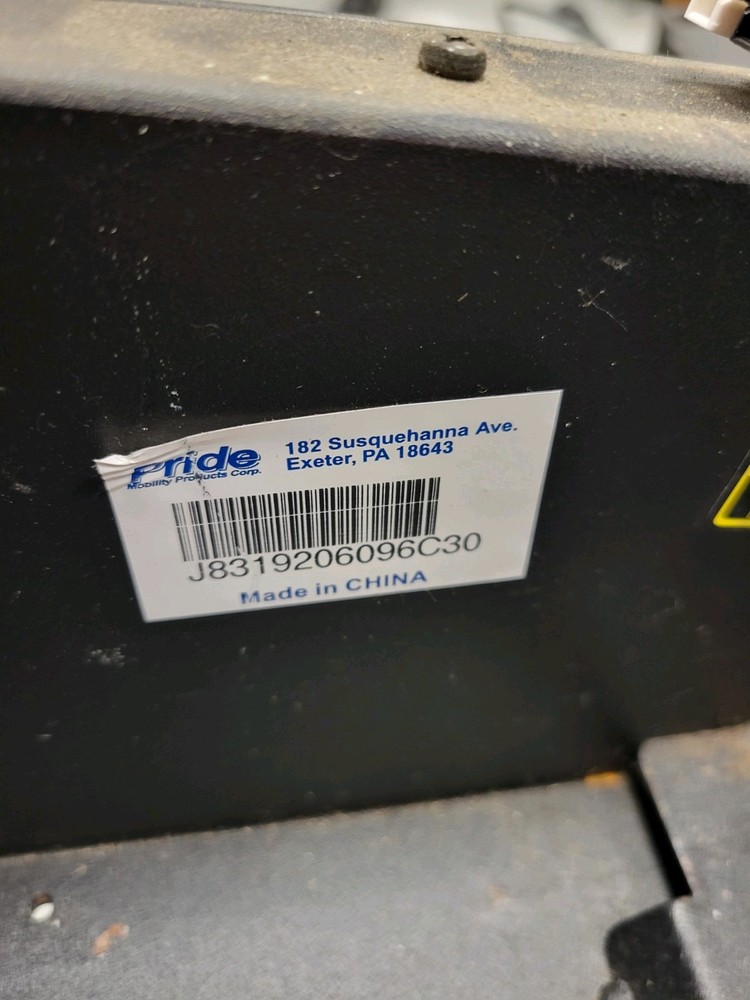 Pride
Mobility Products Corp.
182 Susquehanna Ave.
Exeter, PA 18643
J8319206096C30
Made in CHINA